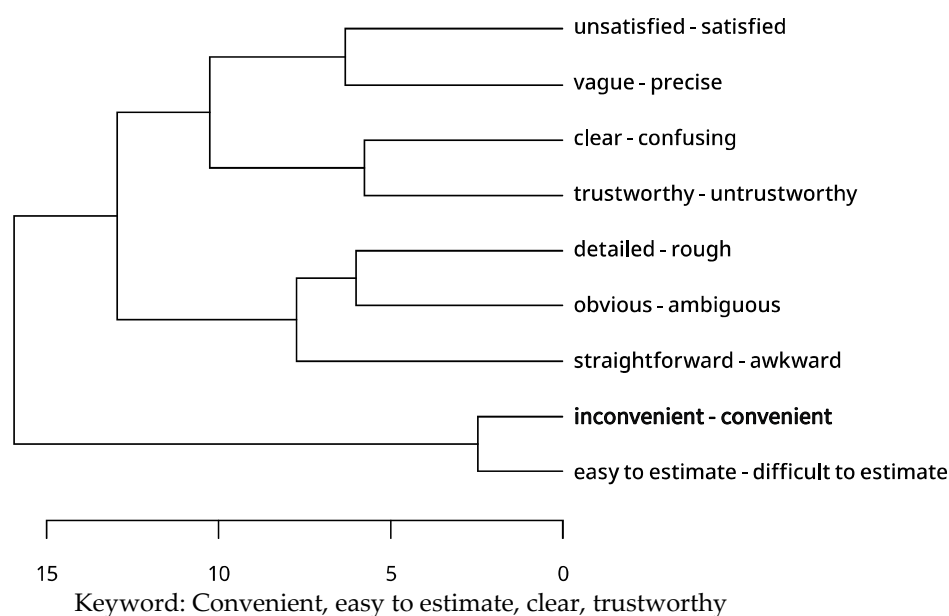 unsatisfied - satisfied
vague - precise
clear - confusing
trustworthy - untrustworthy
detailed - rough
obvious - ambiguous
straightforward - awkward
inconvenient - convenient
easy to estimate - difficult to estimate
15 10 5 0
Keyword: Convenient, easy to estimate, clear, trustworthy